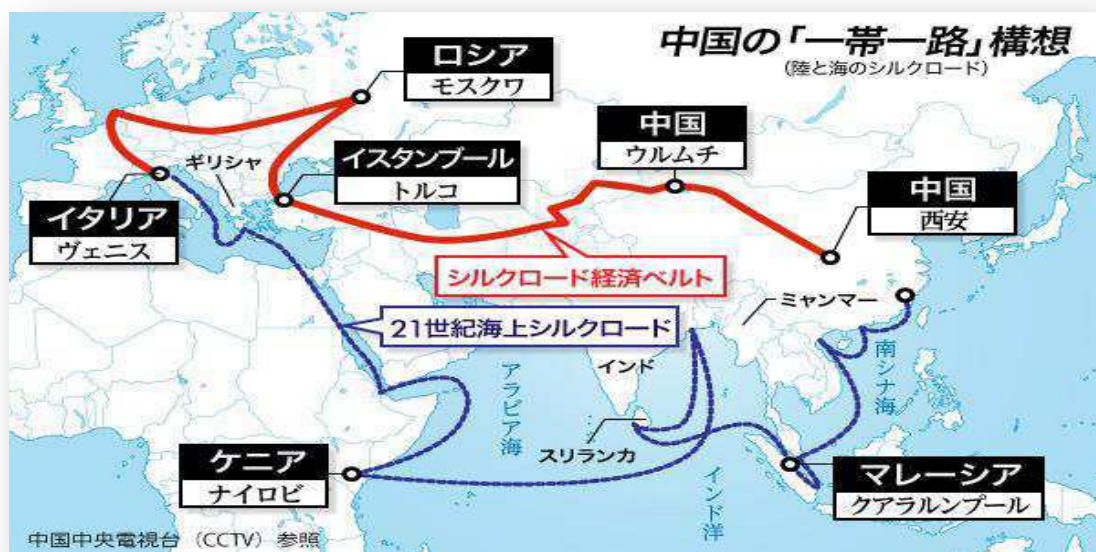 中国の「一帯一路」構想
(陸と海のシルクロード)
ロシア
モスクワ
中国
ウルムチ
ギリシャ
イスタンブール
トルコ
中国
西安
イタリア
ヴェニス
シルクロード経済ベルト
ミャンマー
21世紀海上シルクロード
アラビア海
インド
南シナ海
スリランカ
ケニア
ナイロビ
インド洋
マレーシア
クアラルンプール
中国中央電視台(CCTV)参照